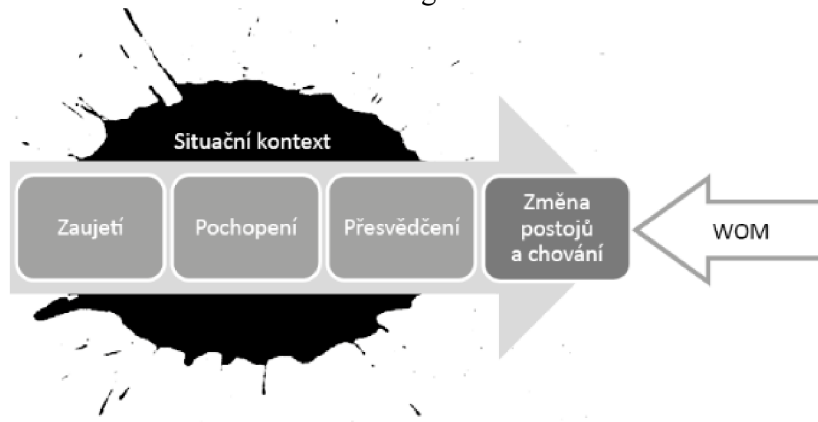 Situační kontext
Zaujetí
Pochopení
Přesvědčení
Změna
postojů
a chování
WOM